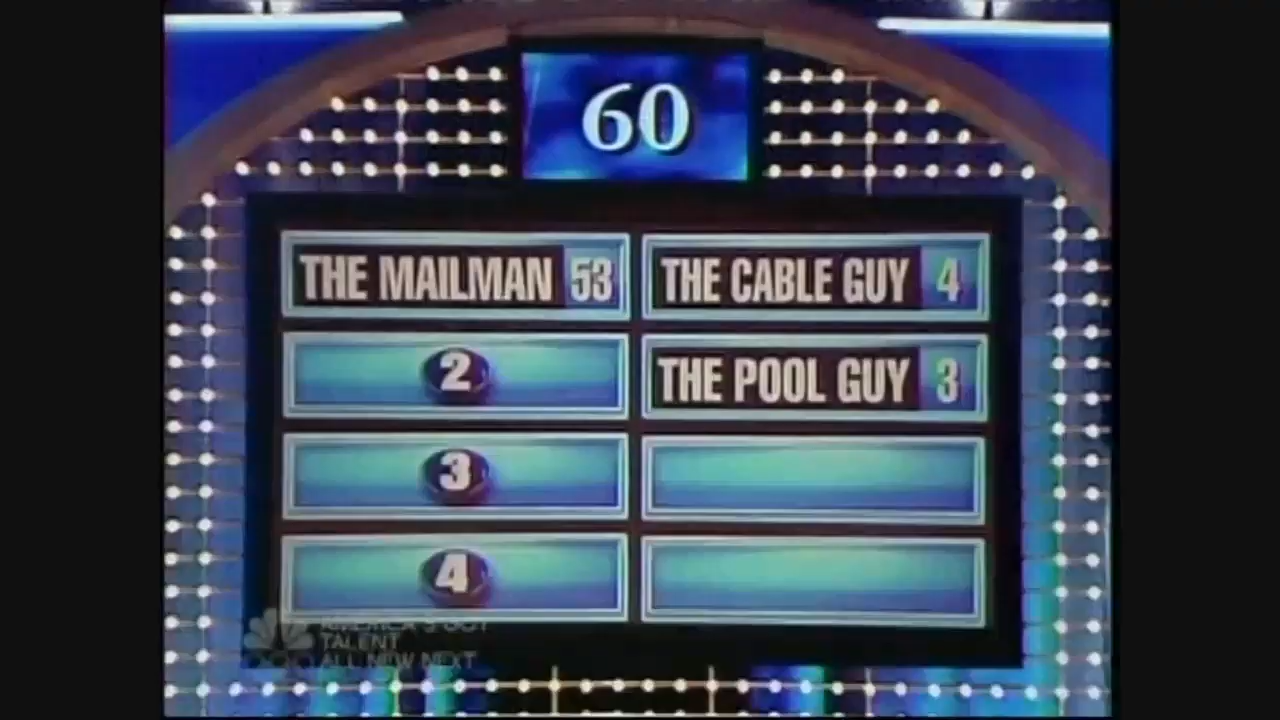 60
THE MAILMAN 53
THE CABLE GUY 4
2
THE POOL GUY 3
3
4
AMERICA'S GOT
TALENT
ALL NEW NEXT